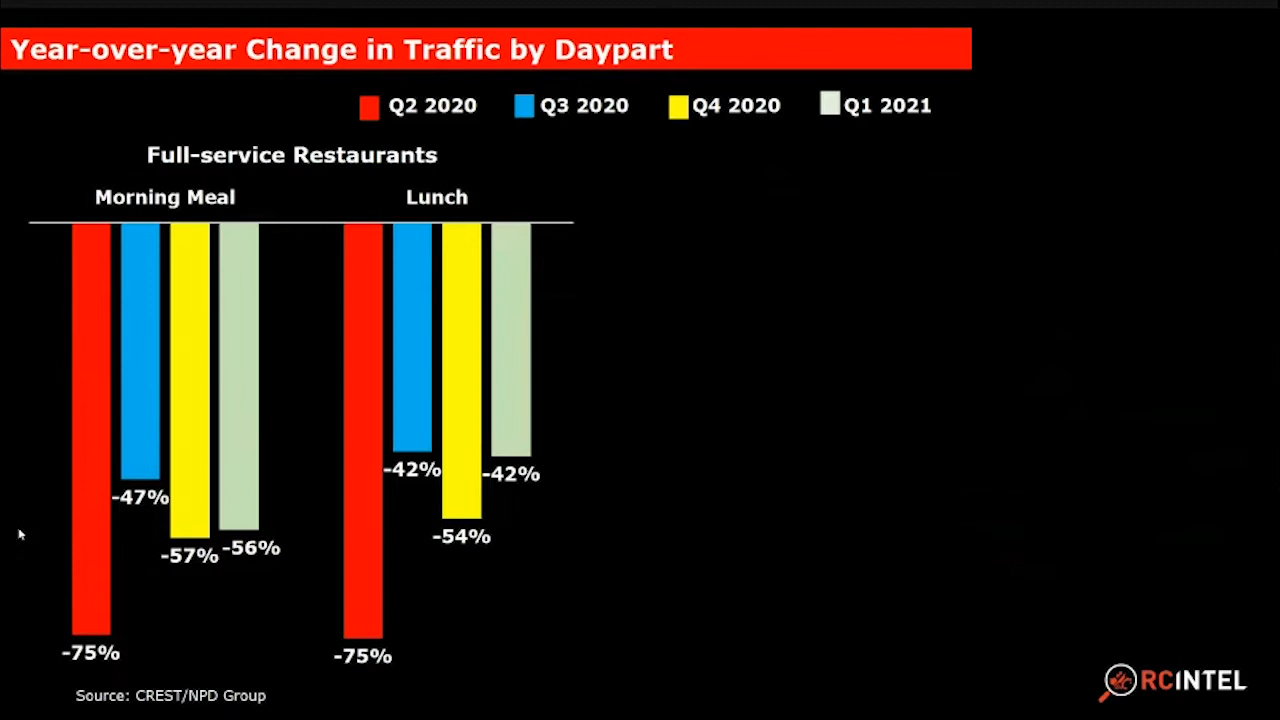 Year-over-year Change in Traffic by Daypart
Q2 2020 Q3 2020 Q4 2020 Q1 2021
Full-service Restaurants
Morning Meal Lunch
-47% -57% -56% -75%
-42% -54% -42% -75%
Source: CREST/NPD Group
RCINTEL